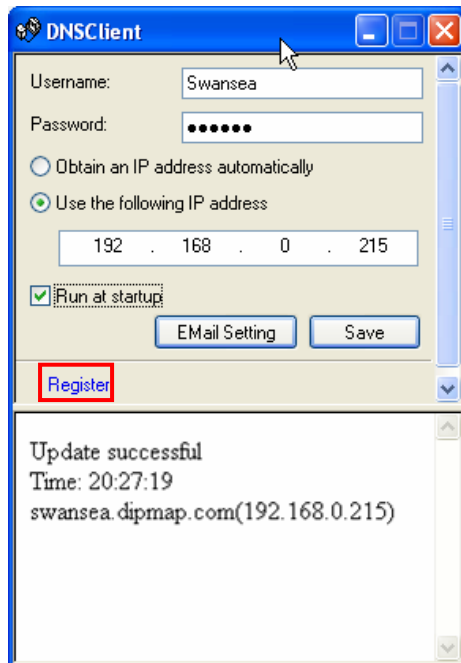 DNSClient
Username: Swansea
Password: ●●●●●●
Obtain an IP address automatically
Use the following IP address
192 . 168 . 0 . 215
Run at startup
EMail Setting Save
Register
Update successful
Time: 20:27:19
swansea.dipmap.com(192.168.0.215)